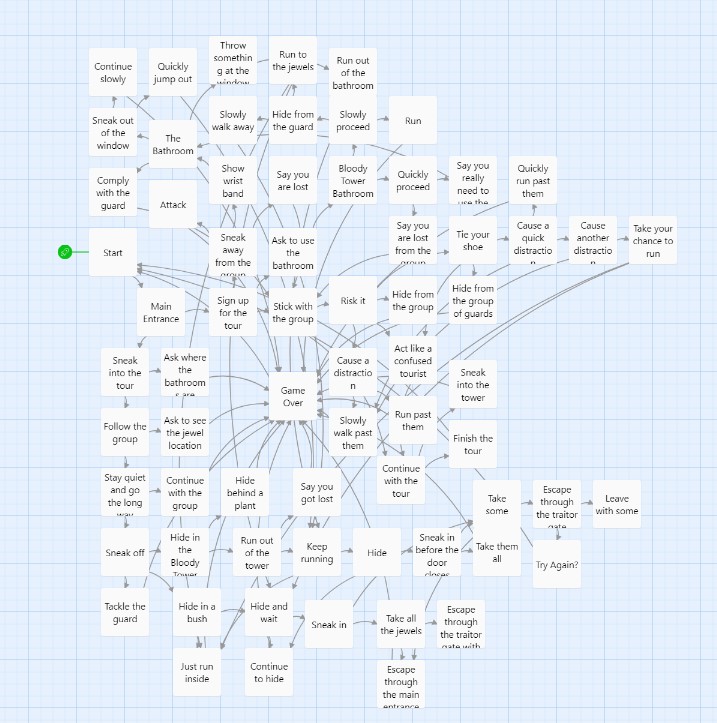 Continue
slowly
Quickly
jump out
Throw
somethin
g at the
window
Run to
the jewels
Run out
of the
bathroom
Sneak out
of the
window
The
Bathroom
Slowly
walk away
Hide from
the guard
Slowly
proceed
Run
Comply
with the
guard
Attack
Show
wrist
band
Say you
are lost
Bloody
Tower
Bathroom
Quickly
proceed
Say you
really
need to
use the
Quickly
run past
them
Start
Sneak
away
from the
group
Ask to use
the
bathroom
Say you
are lost
from the
group
Tie your
shoe
Cause a
quick
distractio
n
Cause
another
distractio
n
Take your
chance to
run
Main
Entrance
Sign up
for the
tour
Stick with
the group
Risk it
Hide from
the group
Hide from
the group
of guards
Sneak
into the
tour
Ask where
the
bathroom
s are
Game
Over
Cause a
distractio
n
Act like a
confused
tourist
Sneak
into the
tower
Follow the
group
Ask to see
the jewel
location
Slowly
walk past
them
Run past
them
Finish the
tour
Stay quiet
and go
the long
way
Continue
with the
group
Hide
behind a
plant
Say you
got lost
Continue
with the
tour
Take
some
Escape
through
the traitor
gate
Leave
with some
Sneak off
Hide in
the
Bloody
Tower
Run out
of the
tower
Keep
running
Hide
Sneak in
before the
door
closes
Take them
all
Try Again?
Tackle the
guard
Hide in a
bush
Hide and
wait
Sneak in
Take all
the jewels
Escape
through
the traitor
gate with
Just run
inside
Continue
to hide
Escape
through
the main
entrance